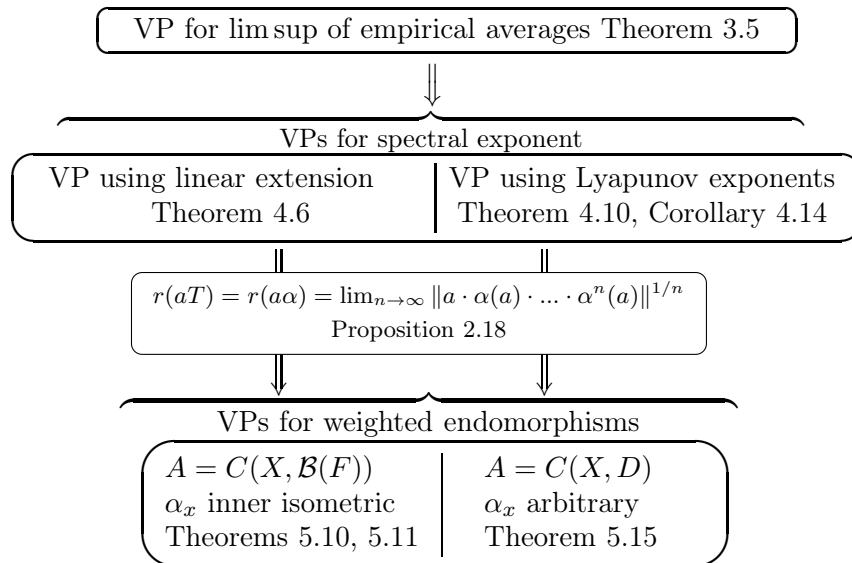 VP for lim sup of empirical averages Theorem 3.5
⇓
VPs for spectral exponent
VP using linear extension
Theorem 4.6
VP using Lyapunov exponents
Theorem 4.10, Corollary 4.14
r(aT) = r(aα) = lim_{n→∞} ‖a · α(a) · ... · α^n(a)‖^{1/n}
Proposition 2.18
VPs for weighted endomorphisms
A = C(X, ℬ(F))
α_x inner isometric
Theorems 5.10, 5.11
A = C(X, D)
α_x arbitrary
Theorem 5.15